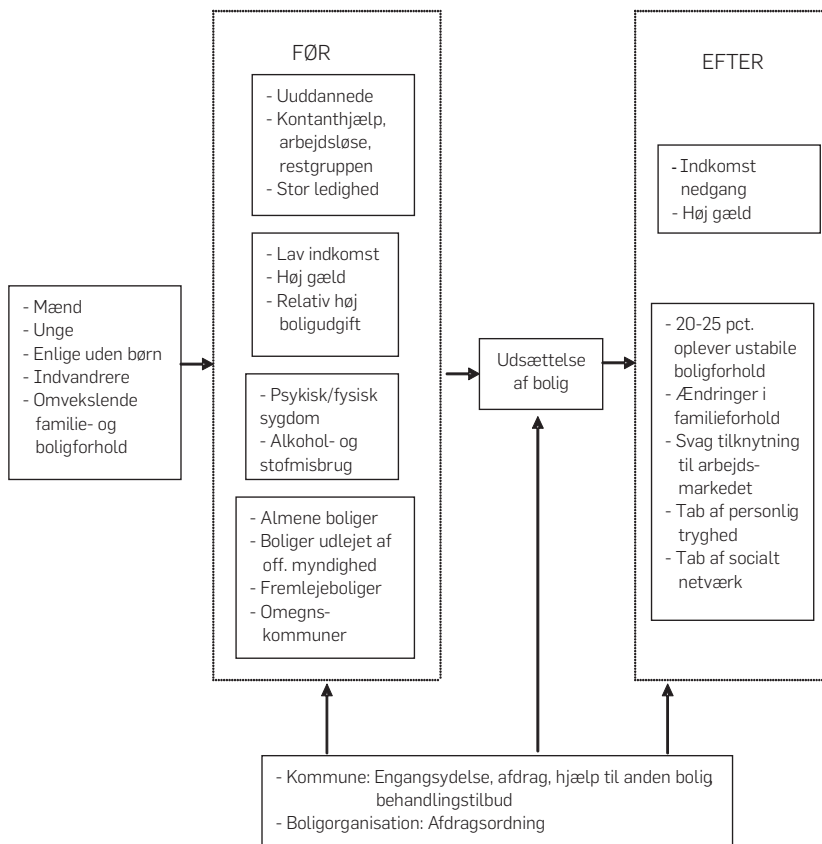 - Mænd
- Unge
- Enlige uden børn
- Indvandrere
- Omvekslende
familie- og
boligforhold
FØR
- Uuddannede
- Kontanthjælp,
arbejdsløse,
restgruppen
- Stor ledighed
- Lav indkomst
- Høj gæld
- Relativ høj
boligudgift
- Psykisk/fysisk
sygdom
- Alkohol- og
stofmisbrug
- Almene boliger
- Boliger udlejet af
off. myndighed
- Fremlejeboliger
- Omegns-
kommuner
Udsættelse
af bolig
EFTER
- Indkomst
nedgang
- Høj gæld
- 20-25 pct.
oplever ustabile
boligforhold
- Ændringer i
familieforhold
- Svag tilknytning
til arbejds-
markedet
- Tab af personlig
tryghed
- Tab af socialt
netværk
- Kommune: Engangsydelse, afdrag, hjælp til anden bolig,
behandlingstilbud
- Boligorganisation: Afdragsordning